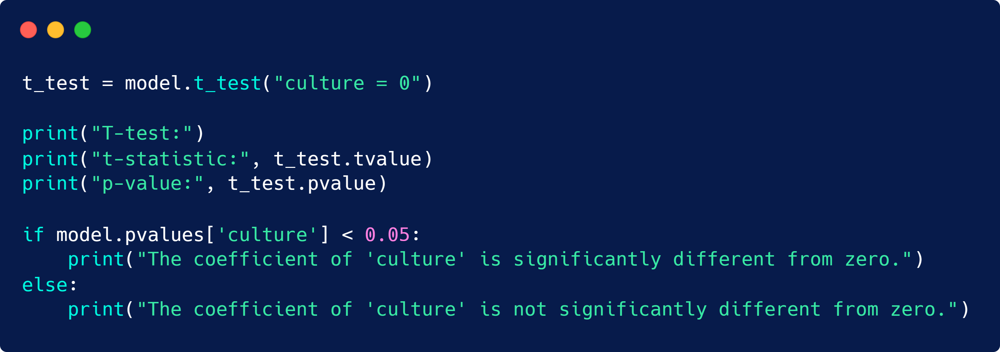 t_test = model.t_test("culture = 0")
print("T-test:")
print("t-statistic:", t_test.tvalue)
print("p-value:", t_test.pvalue)
if model.pvalues['culture'] < 0.05:
    print("The coefficient of 'culture' is significantly different from zero.")
else:
    print("The coefficient of 'culture' is not significantly different from zero.")